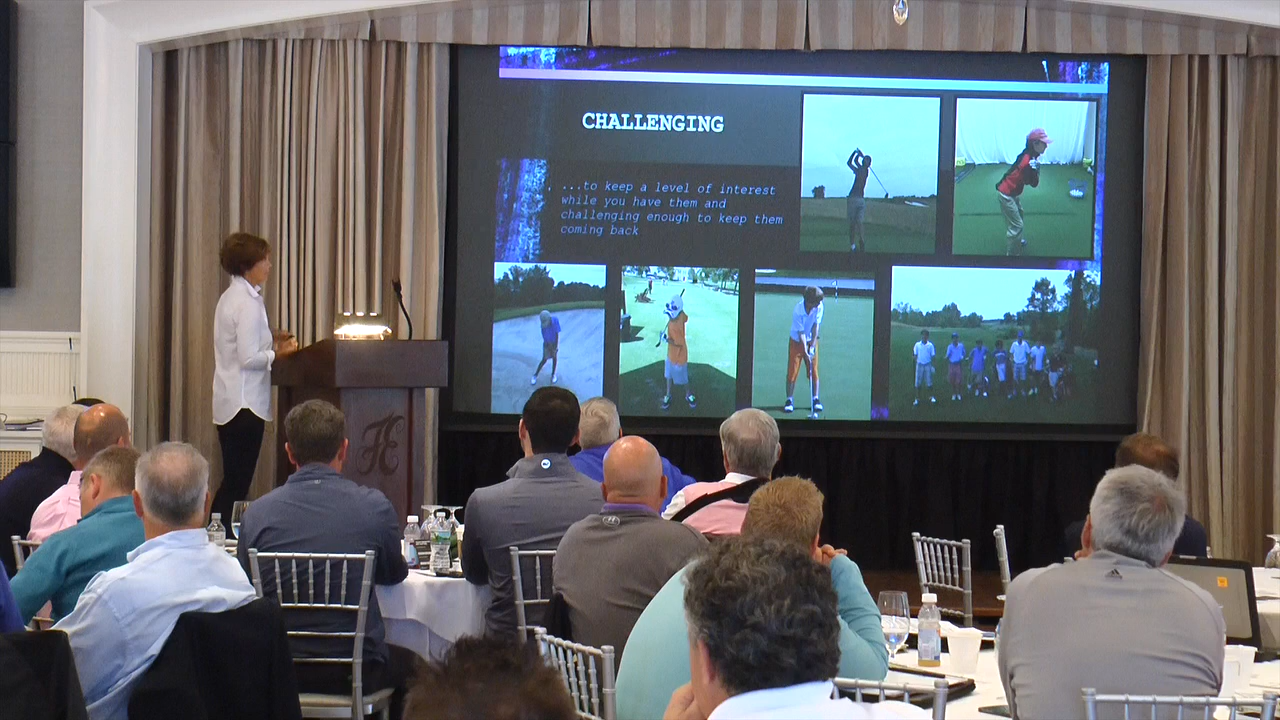 CHALLENGING
...to keep a level of interest
while you have them and
challenging enough to keep them
coming back